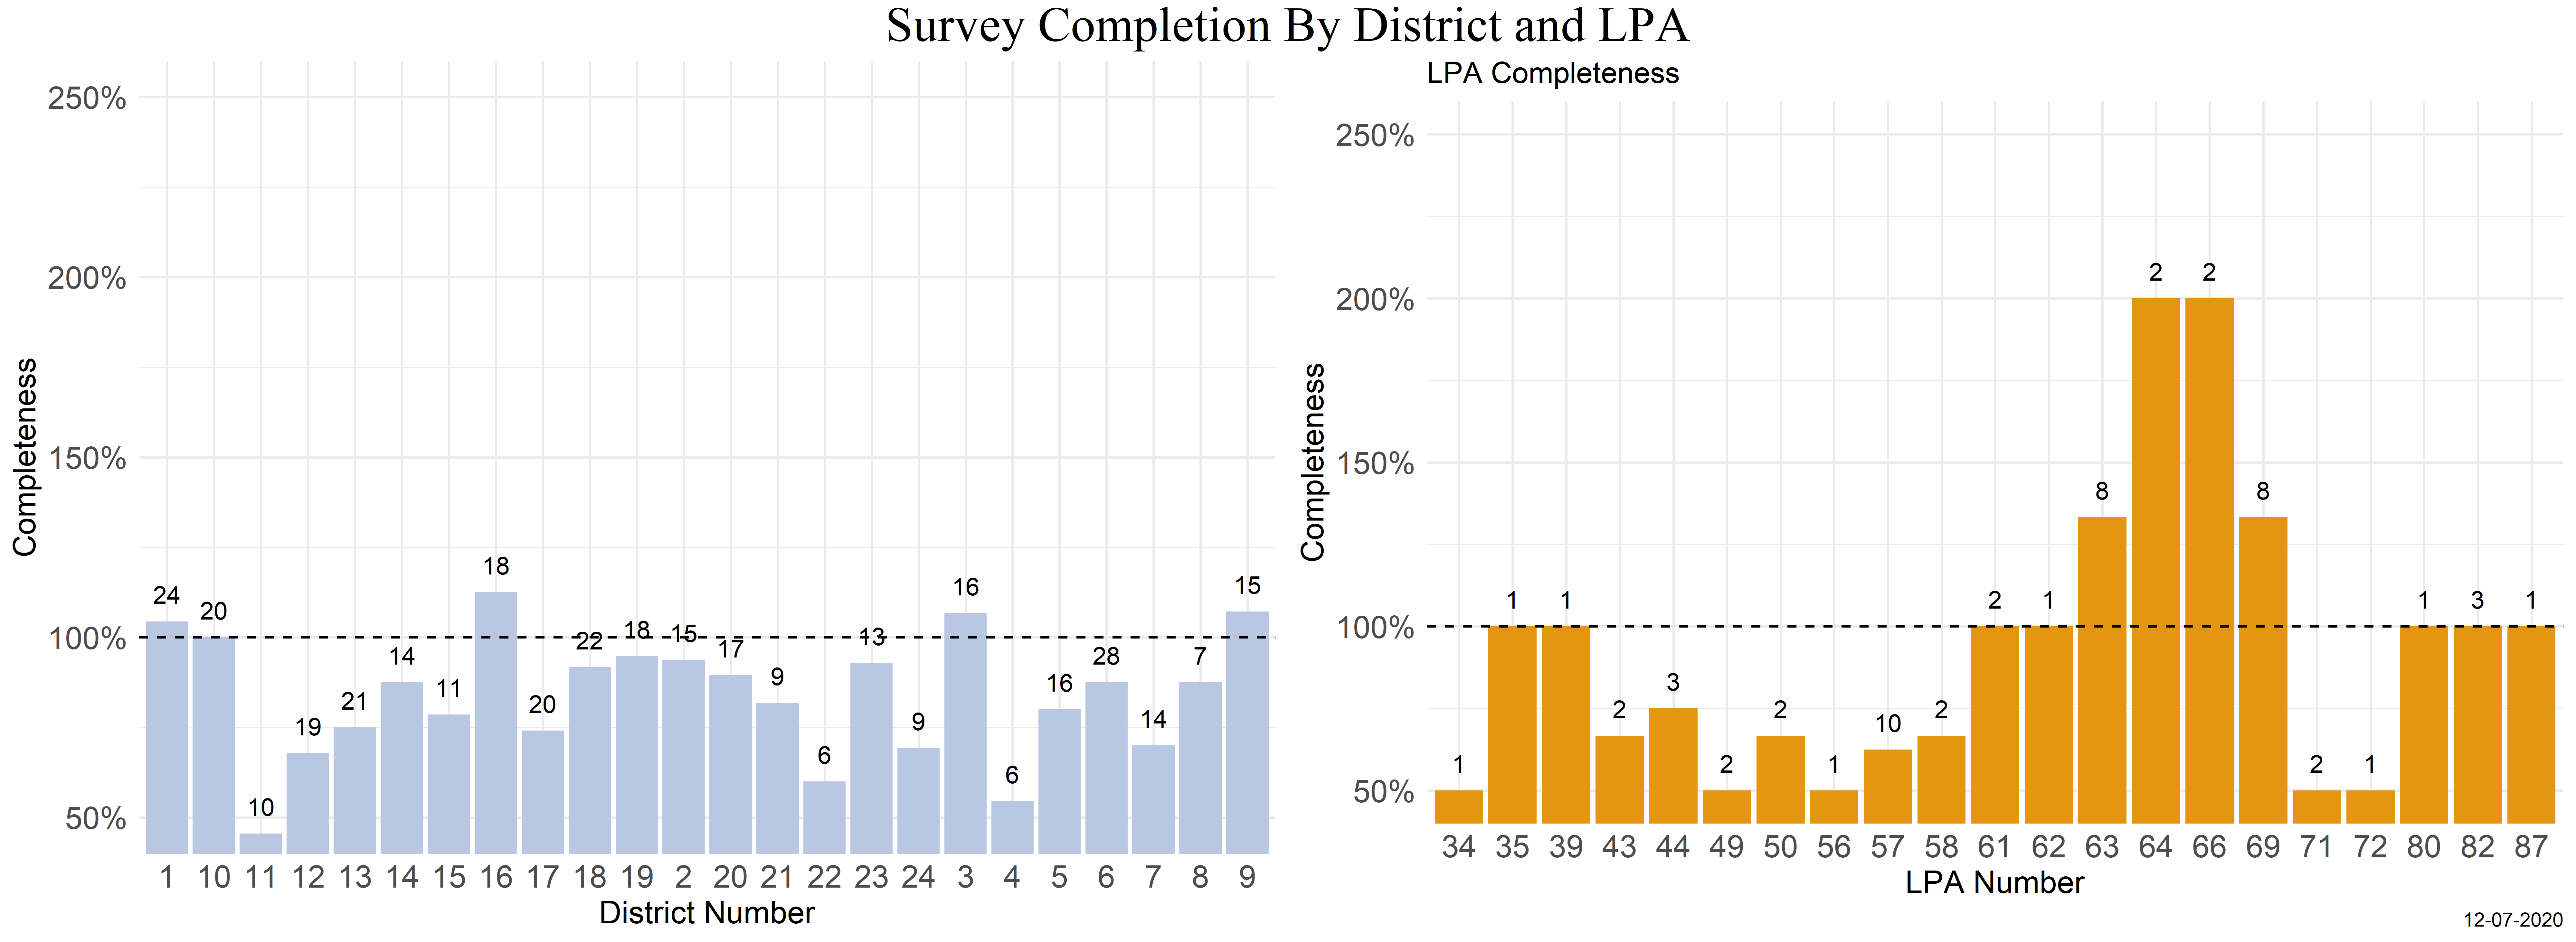 Survey Completion By District and LPA
250%
200%
150%
100%
50%
Completeness
24 20 10 19 21 14 11 18 20 22 18 15 17 9 6 13 9 16 6 16 28 14 7 15
1 10 11 12 13 14 15 16 17 18 19 2 20 21 22 23 24 3 4 5 6 7 8 9
District Number
LPA Completeness
250%
200%
150%
100%
50%
Completeness
1 1 1 2 3 2 2 1 10 2 2 1 8 2 2 8 2 1 1 3 1
34 35 39 43 44 49 50 56 57 58 61 62 63 64 66 69 71 72 80 82 87
LPA Number
12-07-2020